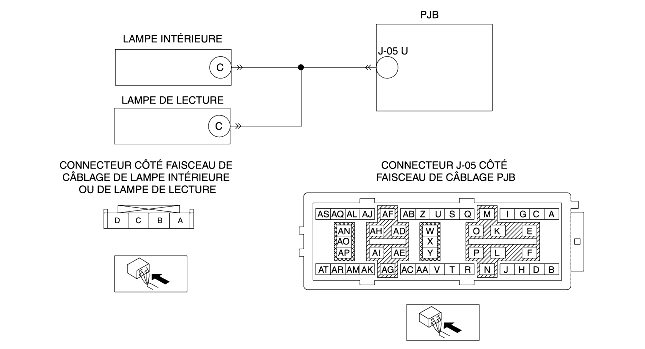 PJB
LAMPE INTÉRIEURE
J-05 U
C
LAMPE DE LECTURE
C
CONNECTEUR CÔTÉ FAISCEAU DE
CÂBLAGE DE LAMPE INTÉRIEURE
OU DE LAMPE DE LECTURE
D C B A
CONNECTEUR J-05 CÔTÉ
FAISCEAU DE CÂBLAGE PJB
AS AQ AL AJ AF AB Z U S Q M I G C A
AN AH AD W O K E
AO X
AP AI AE Y P L F
AT AR AM AK AG AC AA V T R N J H D B